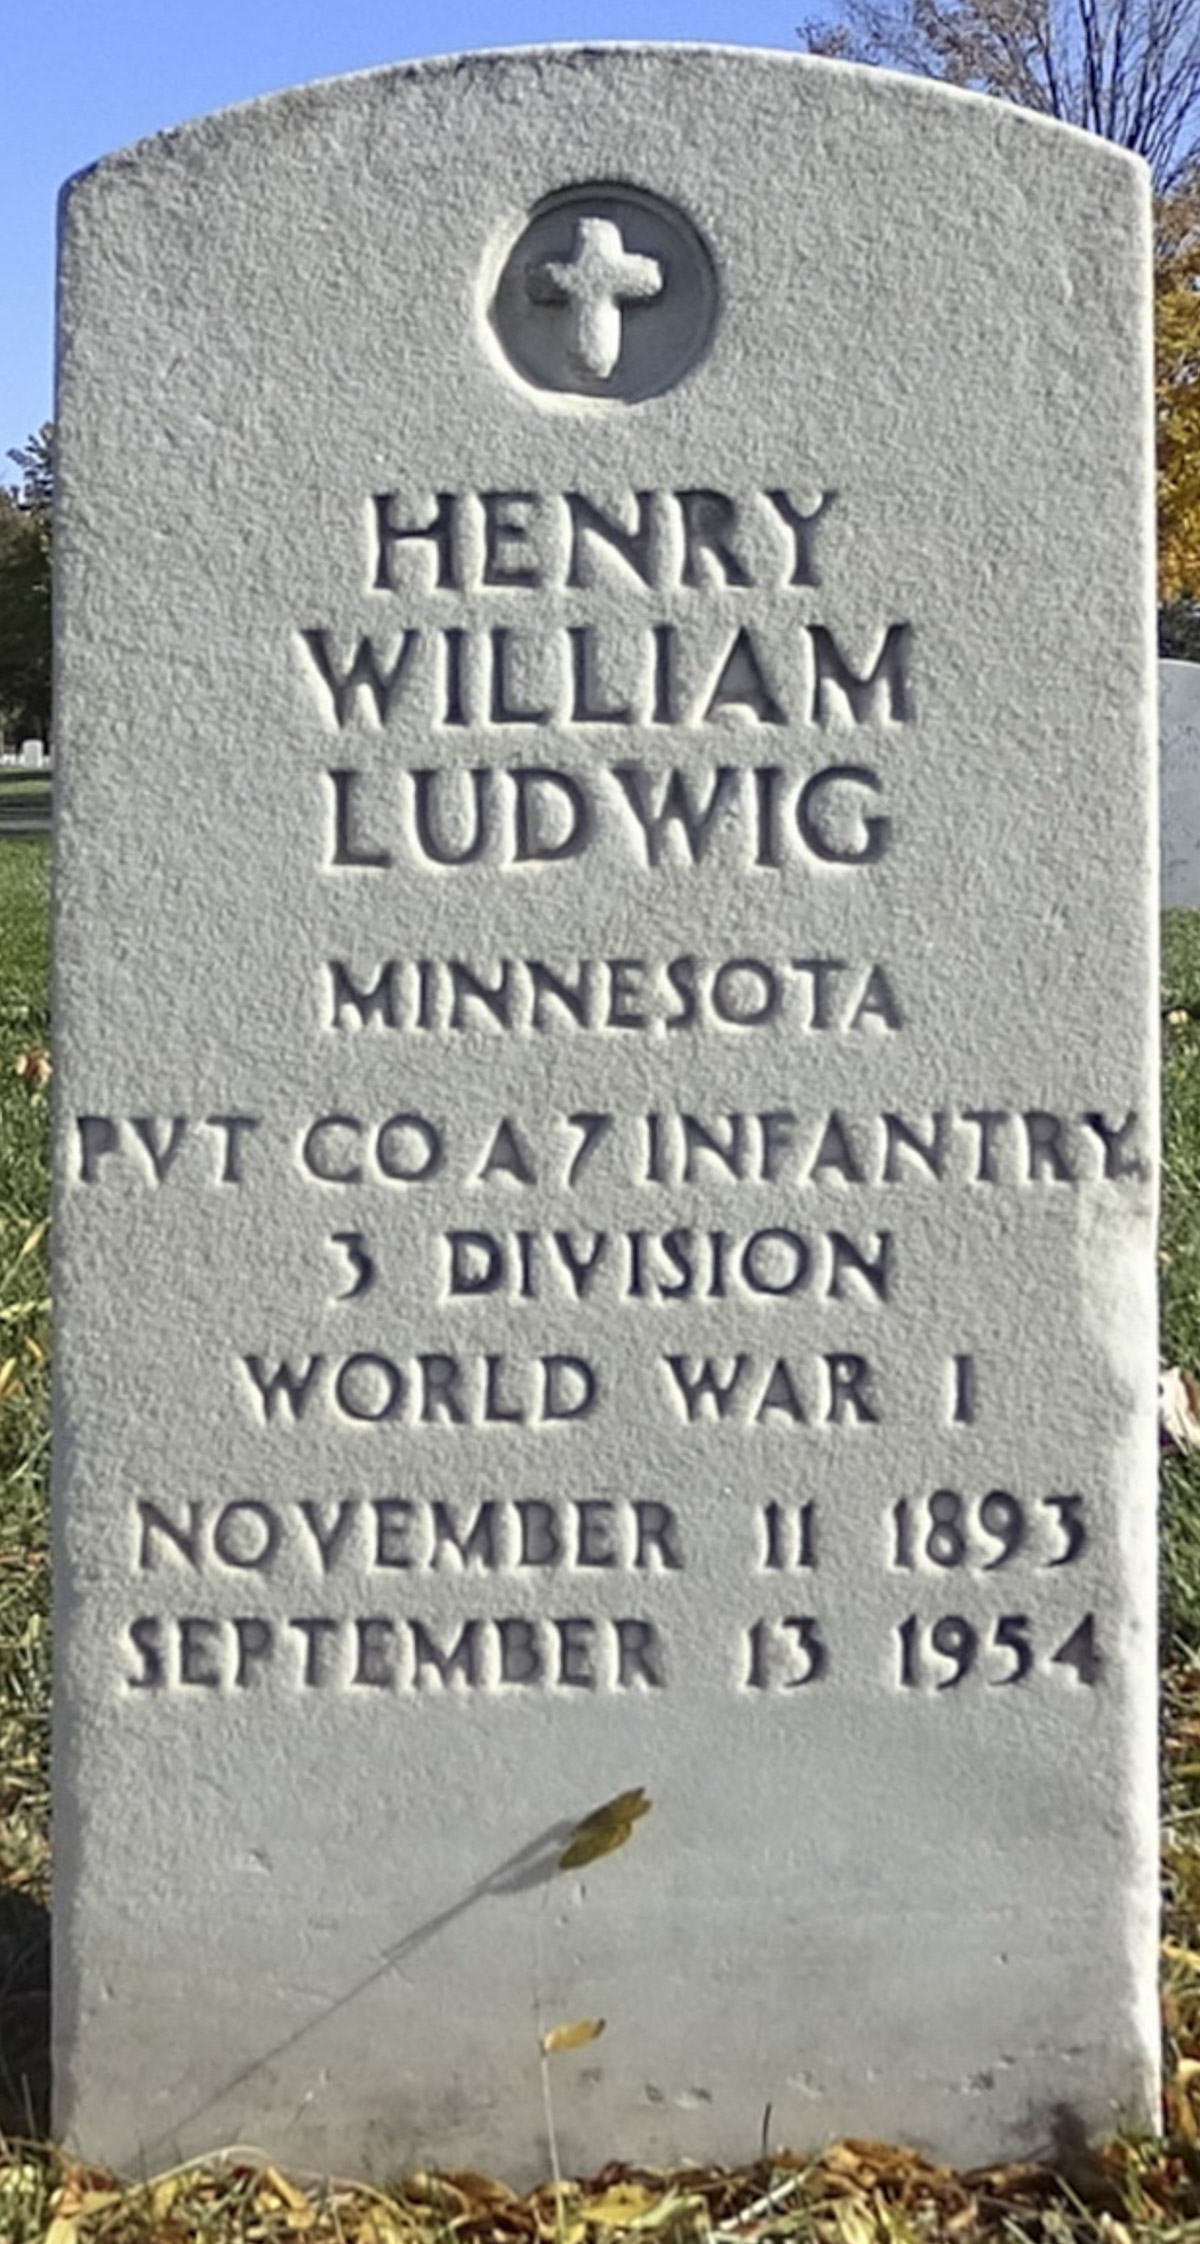 HENRY
WILLIAM
LUDWIG
MINNESOTA
PVT CO A 7 INFANTRY
3 DIVISION
WORLD WAR I
NOVEMBER 11 1893
SEPTEMBER 13 1954